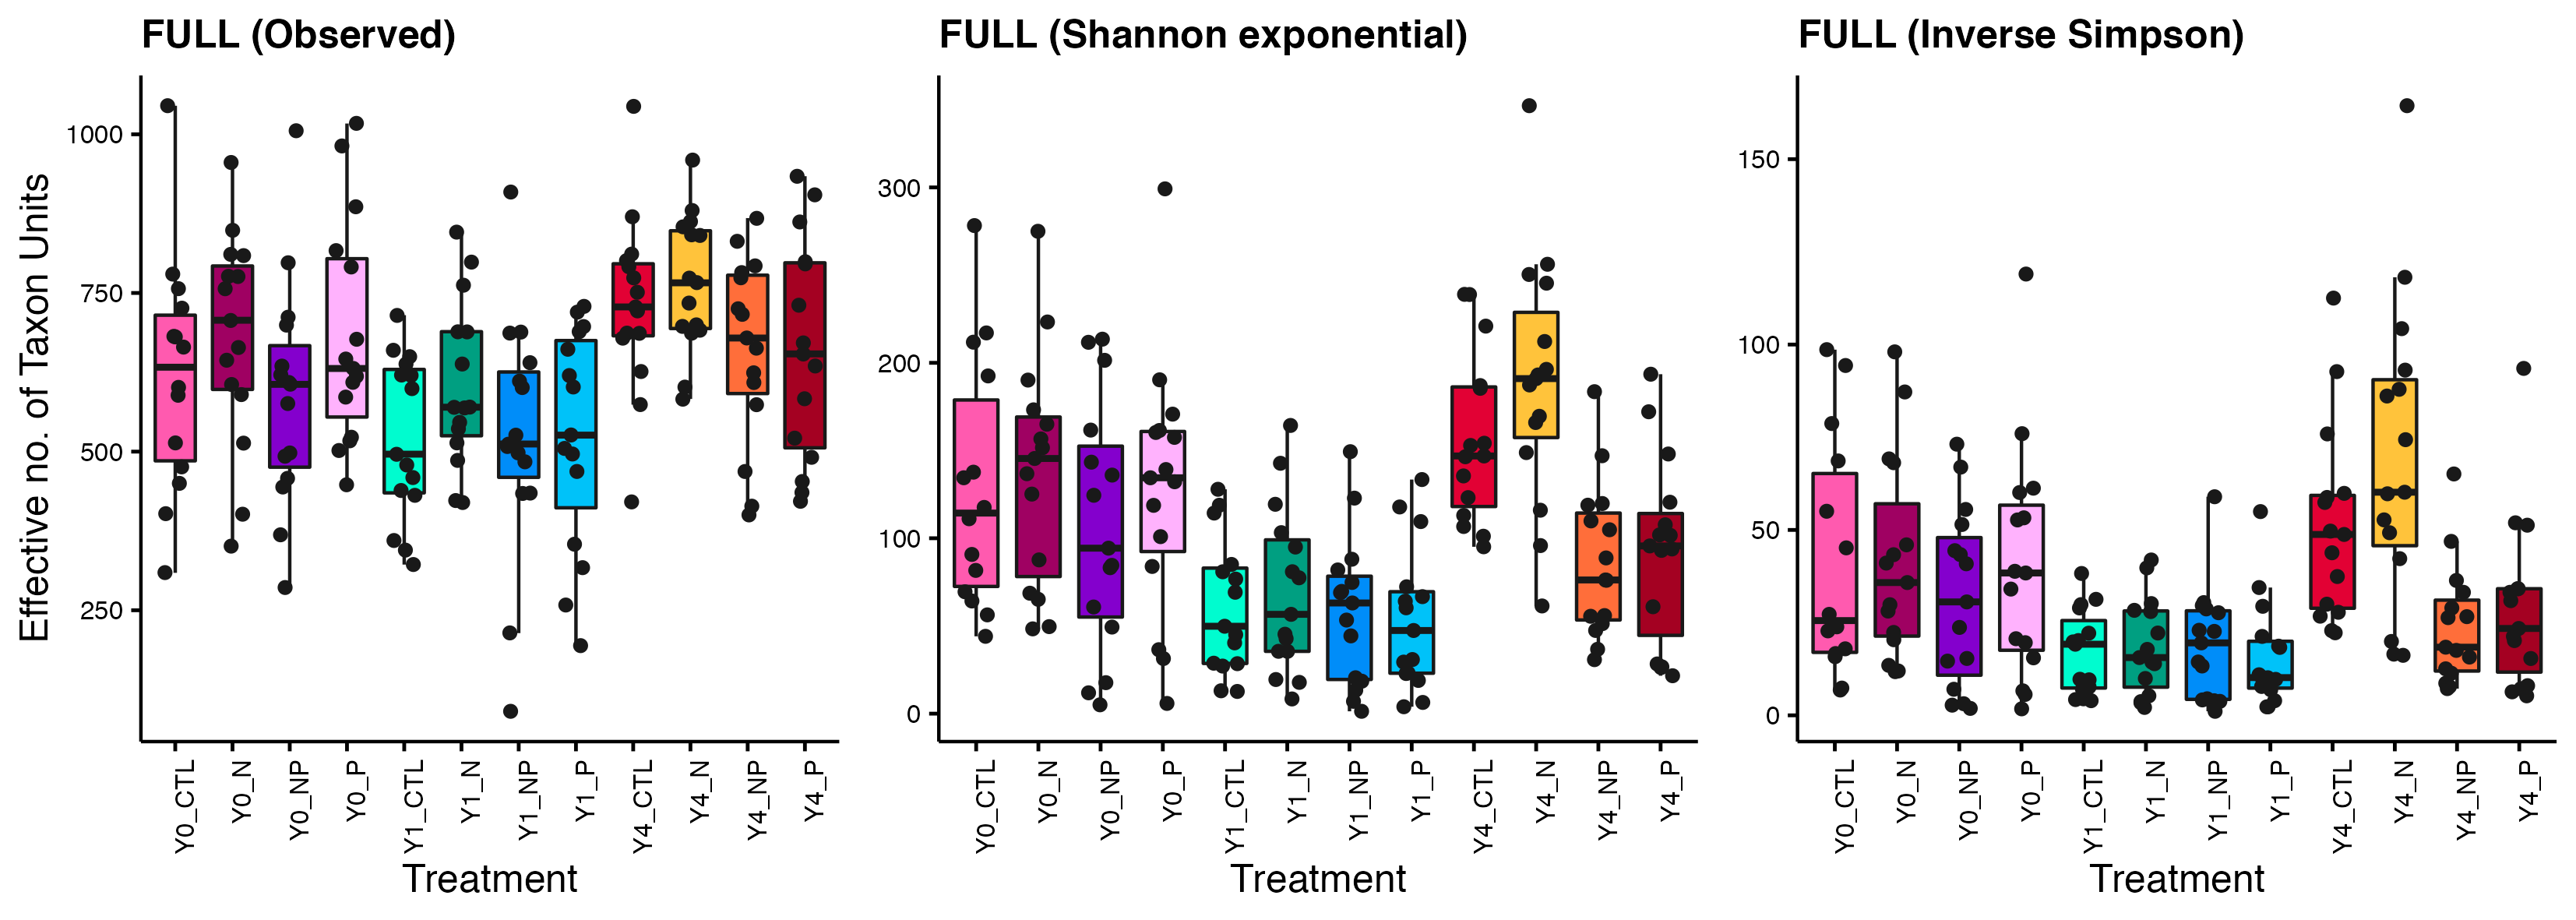 FULL (Observed)
Effective no. of Taxon Units
1000
750
500
250
Y0_CTL
Y0_N
Y0_NP
Y0_P
Y1_CTL
Y1_N
Y1_NP
Y1_P
Y4_CTL
Y4_N
Y4_NP
Y4_P
Treatment
FULL (Shannon exponential)
300
200
100
0
Y0_CTL
Y0_N
Y0_NP
Y0_P
Y1_CTL
Y1_N
Y1_NP
Y1_P
Y4_CTL
Y4_N
Y4_NP
Y4_P
Treatment
FULL (Inverse Simpson)
150
100
50
0
Y0_CTL
Y0_N
Y0_NP
Y0_P
Y1_CTL
Y1_N
Y1_NP
Y1_P
Y4_CTL
Y4_N
Y4_NP
Y4_P
Treatment